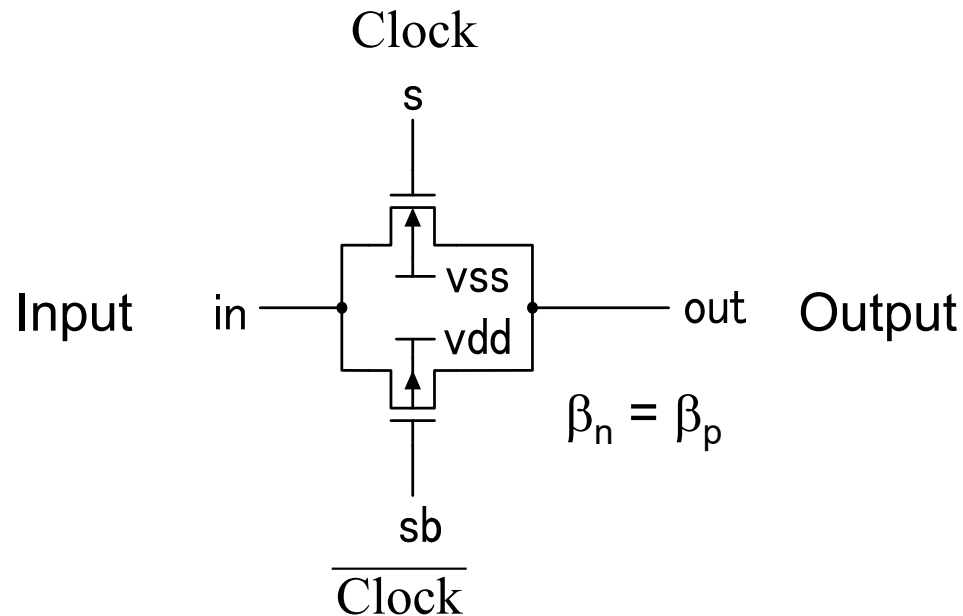 Clock
s
vss
Input in out Output
vdd
βn = βp
sb
Clock